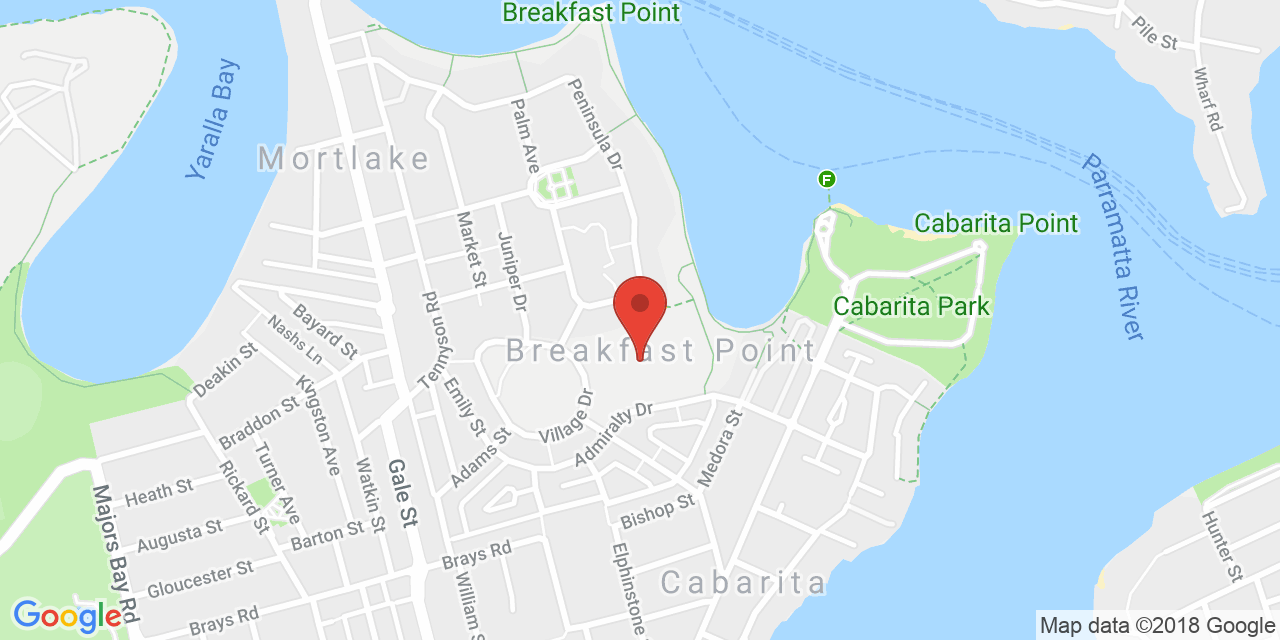 Breakfast Point
Pile St
Wharf Rd
Yaralla Bay
Peninsula Dr
Palm Ave
Mortlake
F
Parramatta River
Cabarita Point
Market St
Juniper Dr
Cabarita Park
Tennyson Rd
Bayard St
Nashs Ln
Breakfast Point
Deakin St
Emily St
Kingston Ave
Village Dr
Admiralty Dr
Braddon St
Adams St
Medora St
Turner Ave
Watkin St
Gale St
Rickard St
Heath St
Majors Bay Rd
Bishop St
Augusta St
Barton St
Hunter St
Brays Rd
Elphinstone
Gloucester St
William S
Cabarita
Brays Rd
Google
Map data ©2018 Google